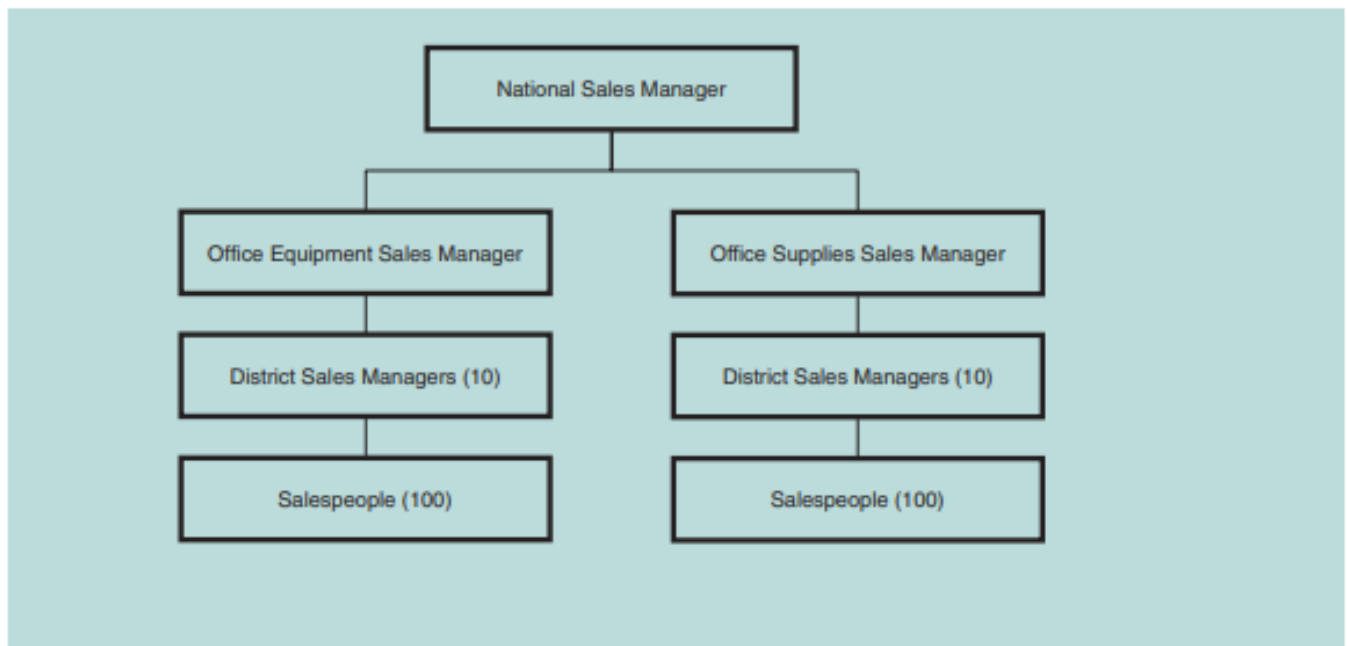 National Sales Manager
Office Equipment Sales Manager
Office Supplies Sales Manager
District Sales Managers (10)
District Sales Managers (10)
Salespeople (100)
Salespeople (100)